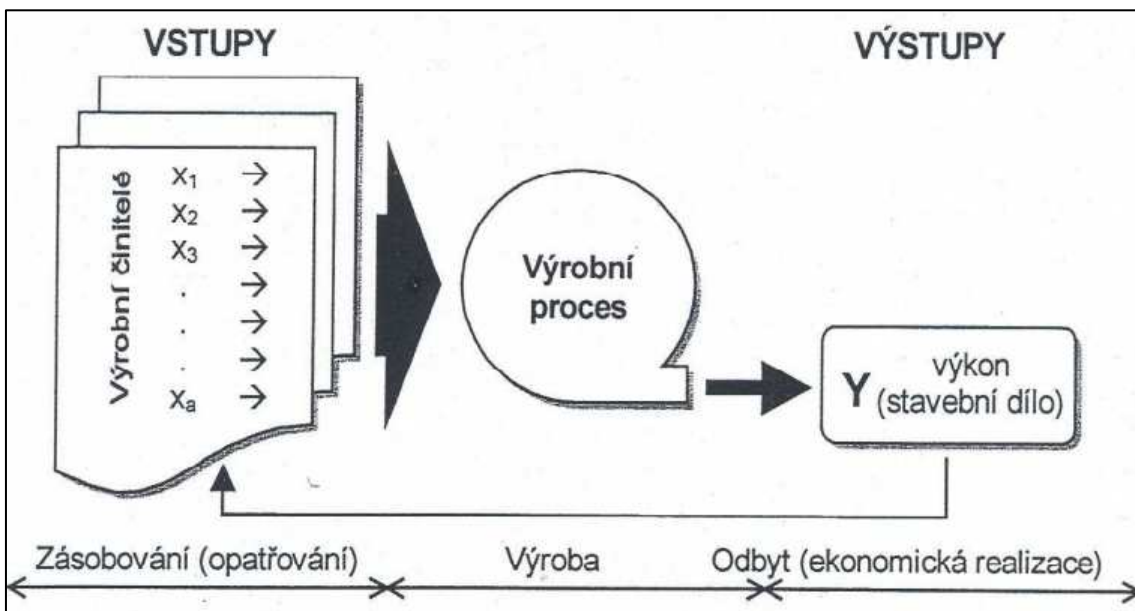 VSTUPY
VÝSTUPY
Výrobní činitelé
X1 →
X2 →
X3 →
. →
. →
. →
Xa →
Výrobní
proces
Y výkon
(stavební dílo)
Zásobování (opatřování)
Výroba
Odbyt (ekonomická realizace)